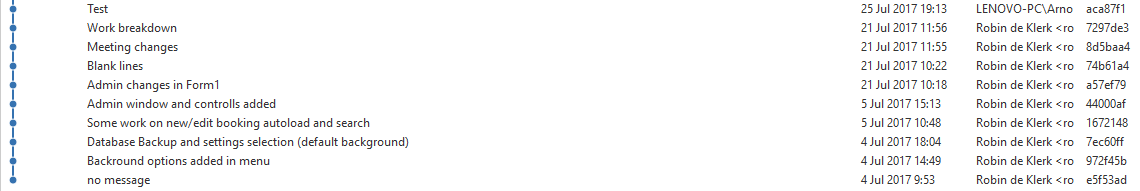 Test 25 Jul 2017 19:13 LENOVO-PC\Arno aca87f1
Work breakdown 21 Jul 2017 11:56 Robin de Klerk <ro 7297de3
Meeting changes 21 Jul 2017 11:55 Robin de Klerk <ro 8d5baa4
Blank lines 21 Jul 2017 10:22 Robin de Klerk <ro 74b61a4
Admin changes in Form1 21 Jul 2017 10:18 Robin de Klerk <ro a57ef79
Admin window and controlls added 5 Jul 2017 15:13 Robin de Klerk <ro 44000af
Some work on new/edit booking autoload and search 5 Jul 2017 10:48 Robin de Klerk <ro 1672148
Database Backup and settings selection (default background) 4 Jul 2017 18:04 Robin de Klerk <ro 7ec60ff
Backround options added in menu 4 Jul 2017 14:49 Robin de Klerk <ro 972f45b
no message 4 Jul 2017 9:53 Robin de Klerk <ro e5f53ad